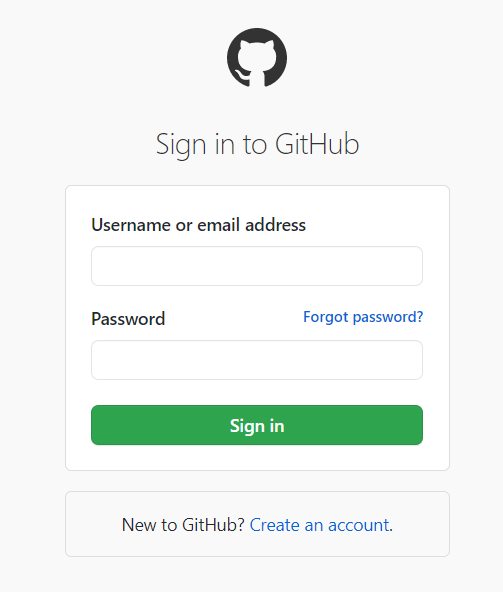 Sign in to GitHub
Username or email address
Password Forgot password?
Sign in
New to GitHub? Create an account.